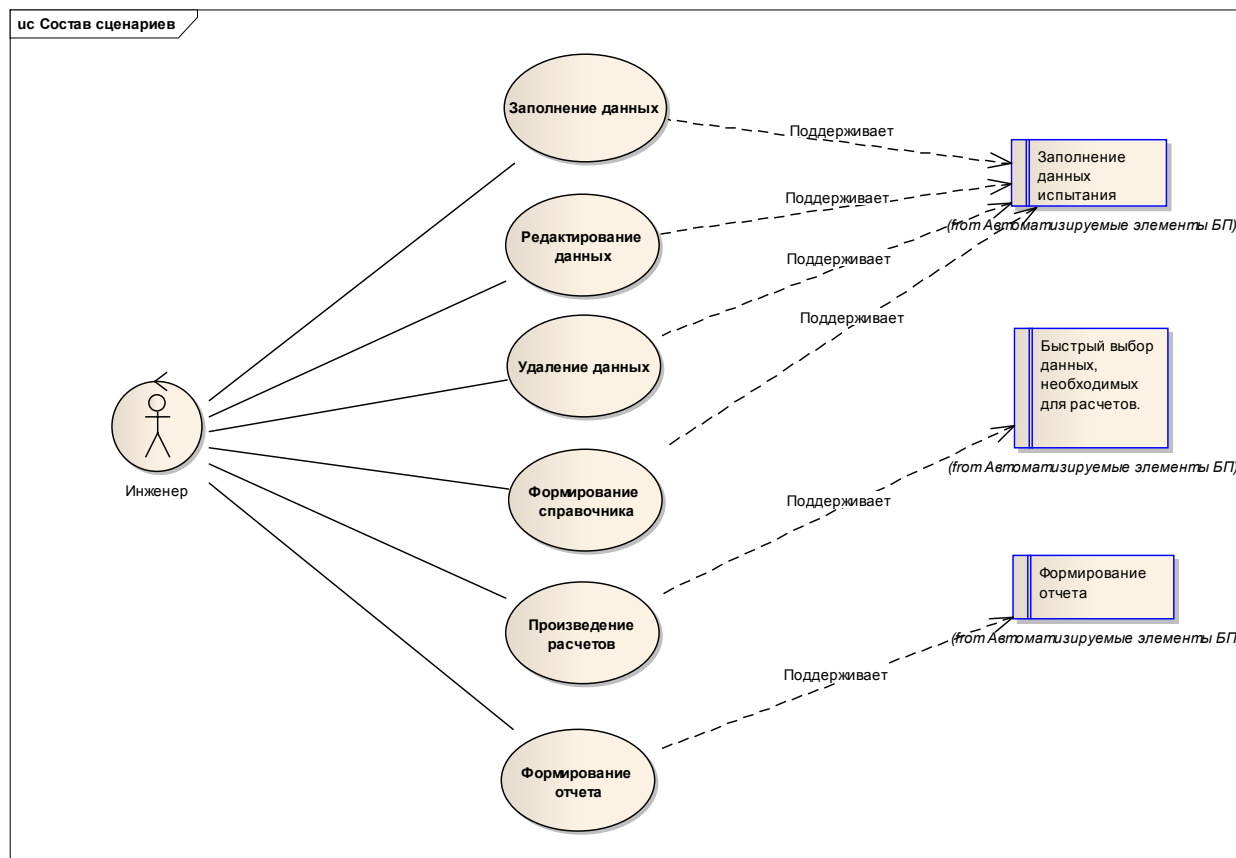 uc Состав сценариев
Заполнение данных
Поддерживает
Заполнение
данных
испытания
(from Автоматизируемые элементы БП)
Редактирование
данных
Поддерживает
Удаление данных
Поддерживает
Поддерживает
Быстрый выбор
данных,
необходимых
для расчетов.
(from Автоматизируемые элементы БП)
Инженер
Формирование
справочника
Поддерживает
Произведение
расчетов
Формирование
отчета
(from Автоматизируемые элементы БП)
Поддерживает
Формирование
отчета